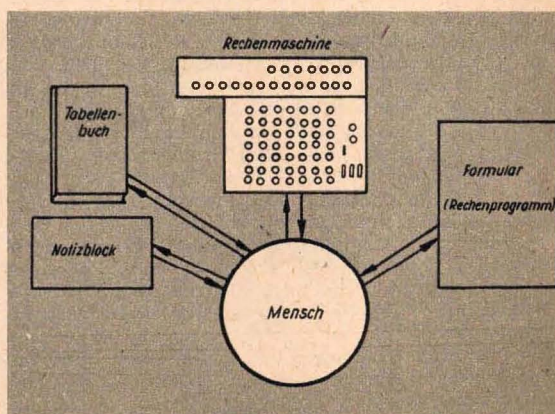 Rechenmaschine
Tabellen-
buch
Formular
(Rechenprogramm)
Notizblock
Mensch